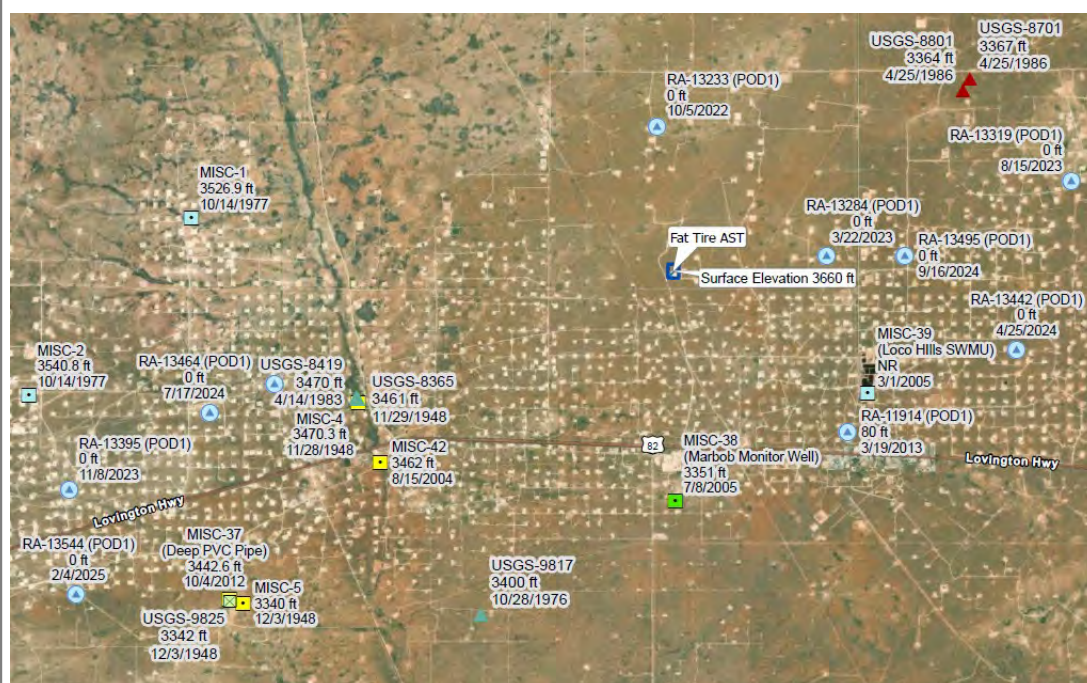 USGS-8701
3367 ft
4/25/1986
USGS-8801
3364 ft
4/25/1986
RA-13233 (POD1)
0 ft
10/5/2022
RA-13319 (POD1)
0 ft
8/15/2023
MISC-1
3526.9 ft
10/14/1977
RA-13284 (POD1)
0 ft
3/22/2023
Fat Tire AST
Surface Elevation 3660 ft
RA-13495 (POD1)
0 ft
9/16/2024
RA-13442 (POD1)
0 ft
4/25/2024
MISC-39
(Loco HIlls SWMU)
NR
3/1/2005
MISC-2
3540.8 ft
10/14/1977
RA-13464 (POD1)
0 ft
7/17/2024
USGS-8419
3470 ft
4/14/1983
USGS-8365
3461 ft
11/29/1948
MISC-4
3470.3 ft
11/28/1948
RA-11914 (POD1)
80 ft
3/19/2013
MISC-42
3462 ft
8/15/2004
82
MISC-38
(Marbob Monitor Well)
3351 ft
7/8/2005
Lovington Hwy
RA-13395 (POD1)
0 ft
11/8/2023
Lovington Hwy
RA-13544 (POD1)
0 ft
2/4/2025
MISC-37
(Deep PVC Pipe)
3442.6 ft
10/4/2012
MISC-5
3340 ft
12/3/1948
USGS-9825
3342 ft
12/3/1948
USGS-9817
3400 ft
10/28/1976